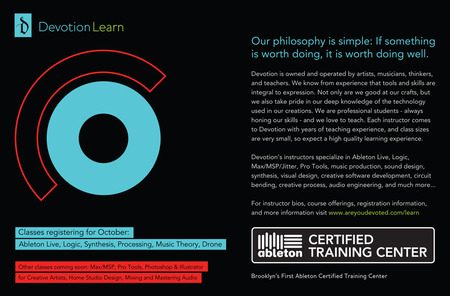 Devotion Learn
Our philosophy is simple: If something
is worth doing, it is worth doing well.
Devotion is owned and operated by artists, musicians, thinkers,
and teachers. We know from experience that tools and skills are
integral to expression. Not only are we good at our crafts, but
we also take pride in our deep knowledge of the technology
used in our creations. We are professional students - always
honing our skills - and we love to teach. Each instructor comes
to Devotion with years of teaching experience, and class sizes
are very small, so expect a high quality learning experience.
Devotion's instructors specialize in Ableton Live, Logic,
Max/MSP/Jitter, Pro Tools, music production, sound design,
synthesis, visual design, creative software development, circuit
bending, creative process, audio engineering, and much more...
For instructor bios, course offerings, registration information,
and more information visit www.areyoudevoted.com/learn
Classes registering for October:
Ableton Live, Logic, Synthesis, Processing, Music Theory, Drone
Other classes coming soon: Max/MSP, Pro Tools, Photoshop & Illustrator
for Creative Artists, Home Studio Design, Mixing and Mastering Audio
ableton
CERTIFIED
TRAINING CENTER
Brooklyn's First Ableton Certified Training Center